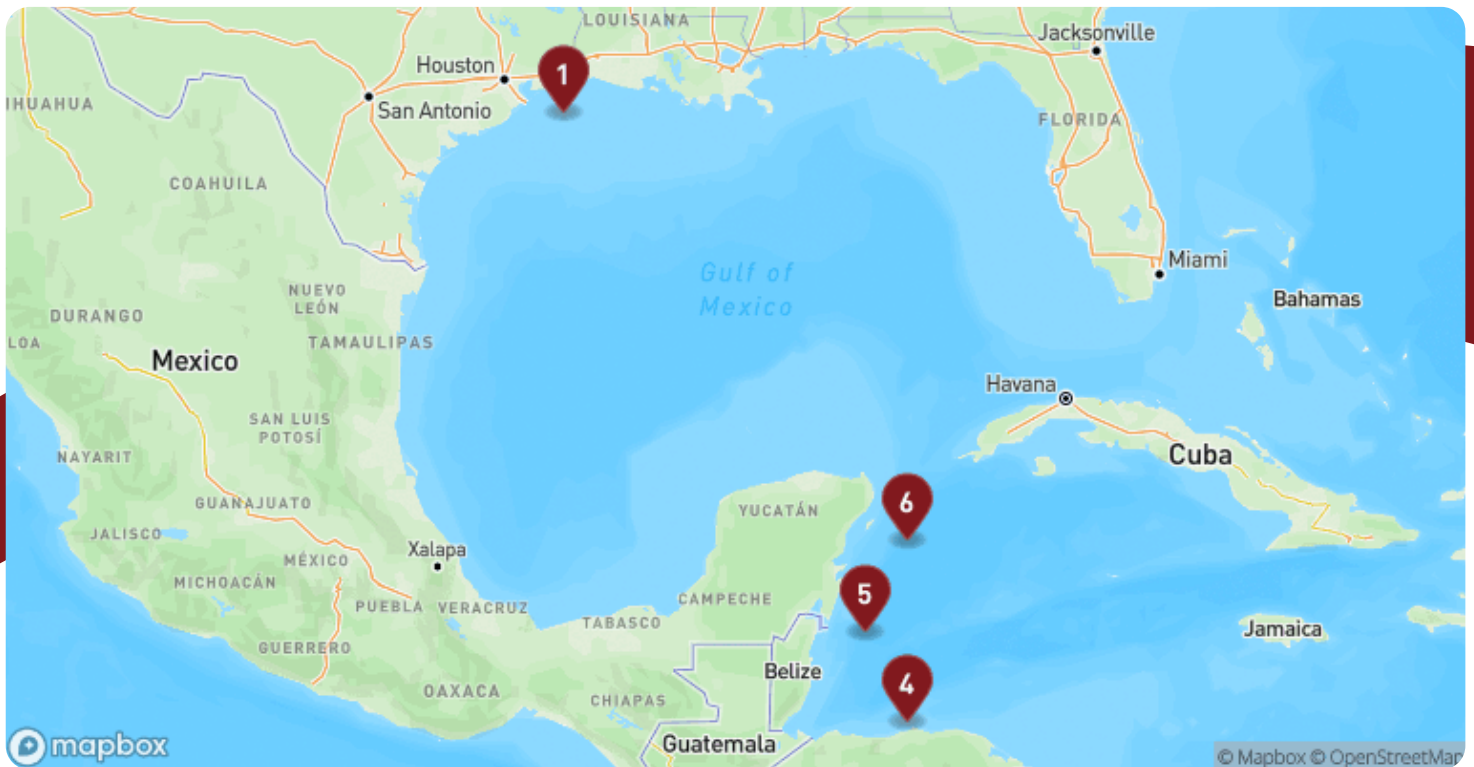 LOUISIANA
Jacksonville
Houston
1
IHUAHUA
San Antonio
FLORIDA
COAHUILA
Gulf of
Mexico
Miami
NUEVO
LEÓN
Bahamas
DURANGO
LOA
TAMAULIPAS
Mexico
Havana
SAN LUIS
POTOSÍ
Cuba
NAYARIT
GUANAJUATO
YUCATÁN
6
JALISCO
Xalapa
MÉXICO
MICHOACÁN
5
PUEBLA
VERACRUZ
CAMPECHE
TABASCO
Jamaica
GUERRERO
Belize
4
OAXACA
CHIAPAS
Guatemala
mapbox
© Mapbox © OpenStreetMap